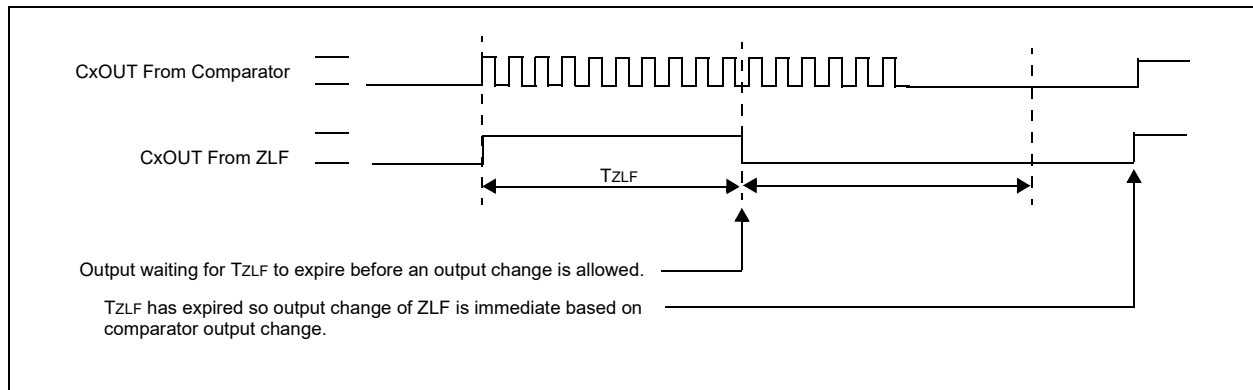 CxOUT From Comparator
CxOUT From ZLF
TZLF
Output waiting for TZLF to expire before an output change is allowed.
TZLF has expired so output change of ZLF is immediate based on
comparator output change.